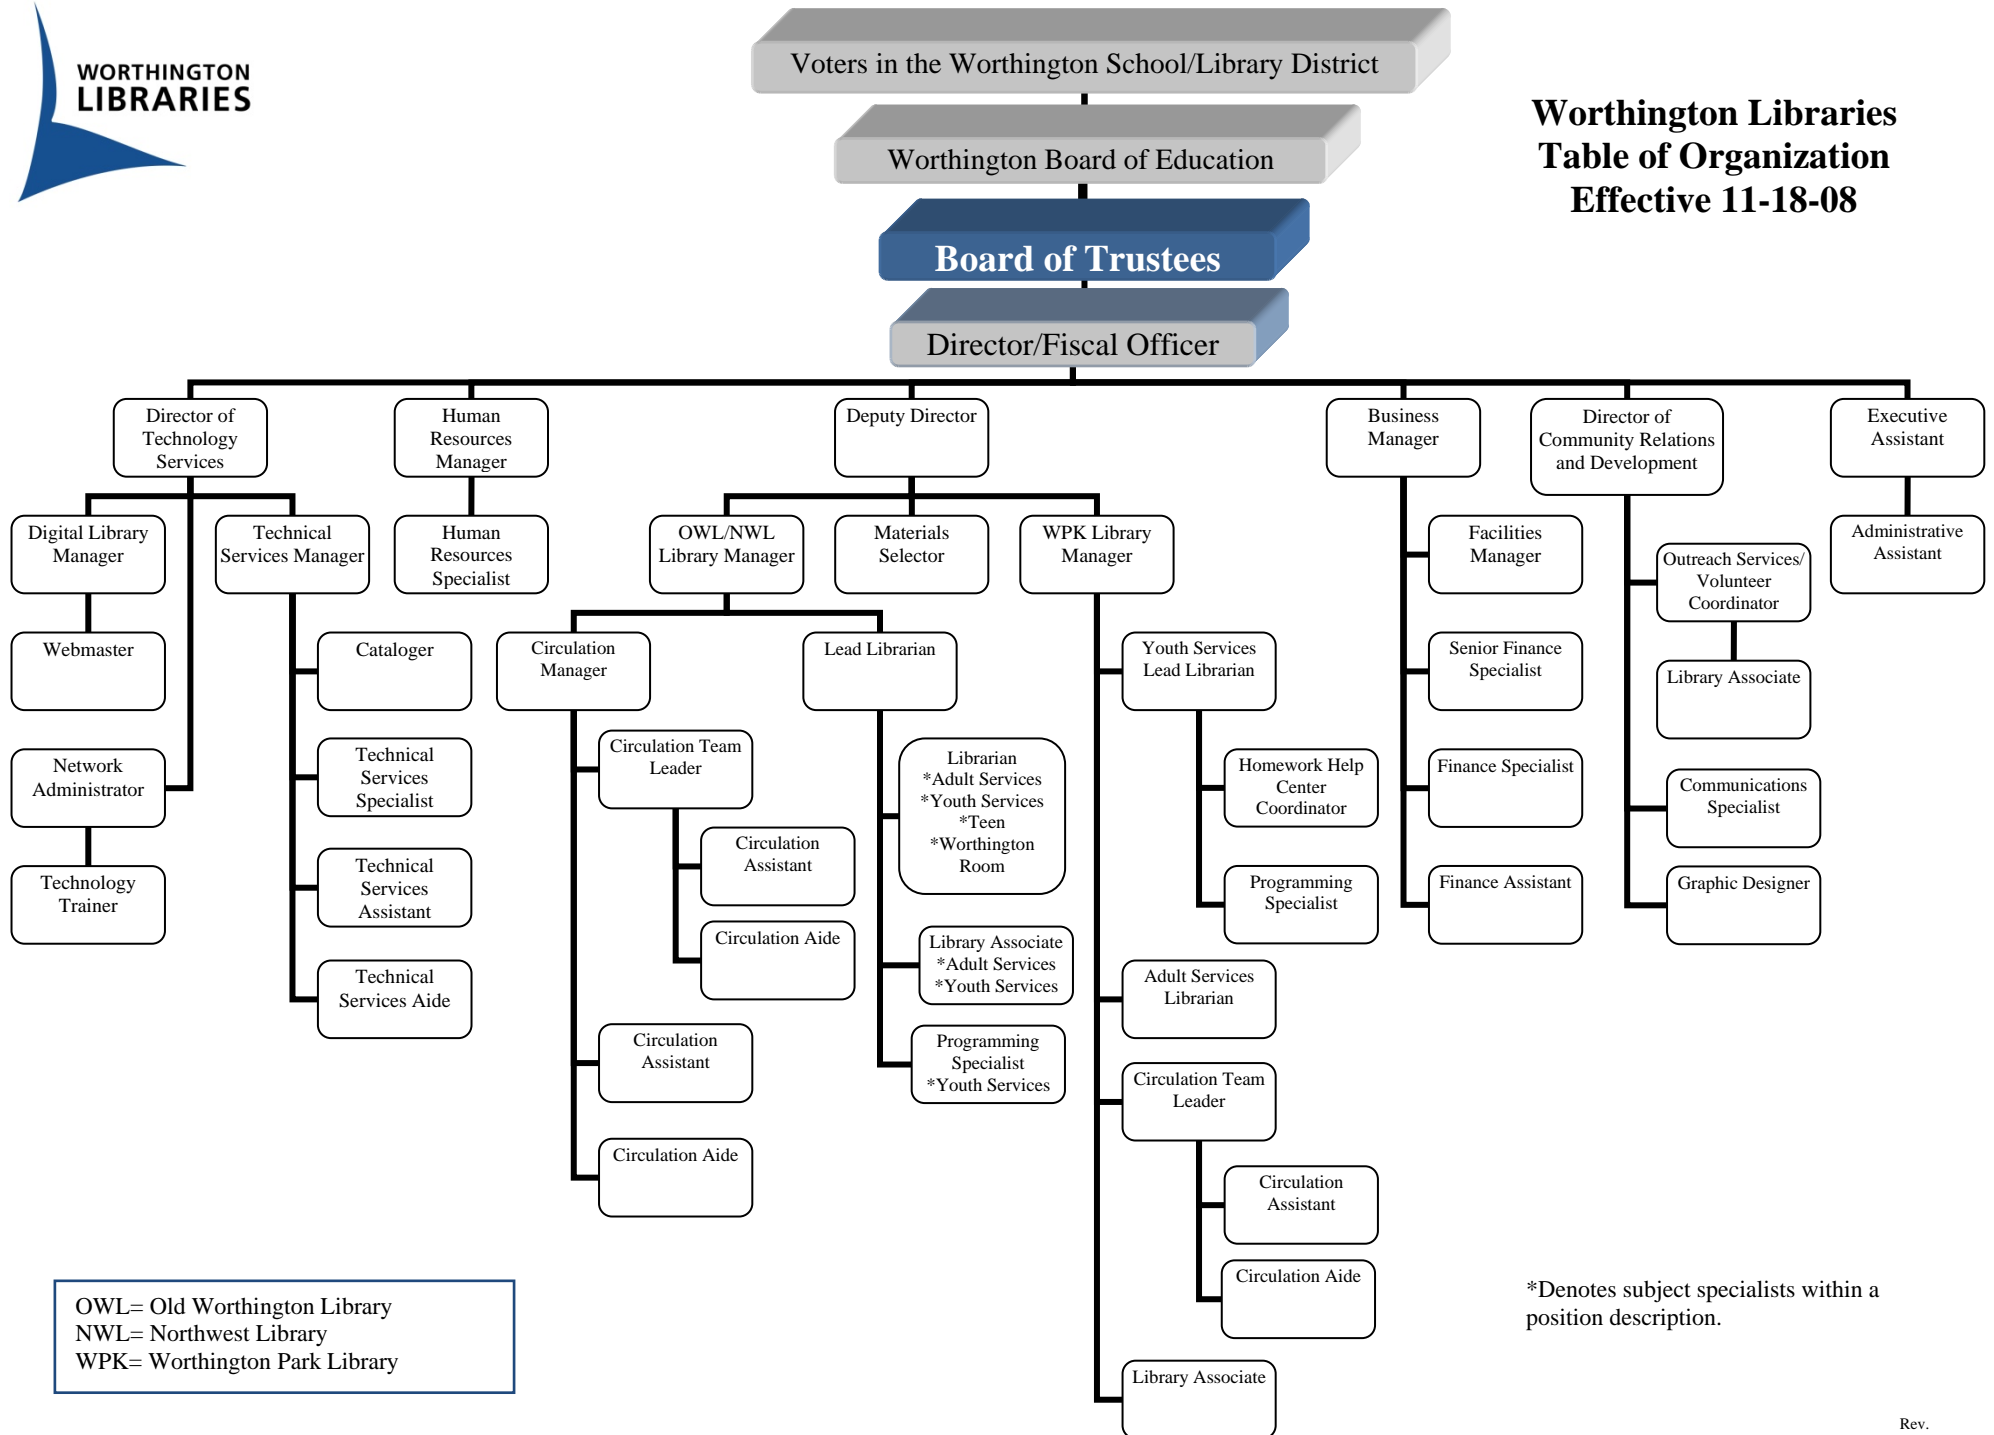 WORTHINGTON
LIBRARIES
Voters in the Worthington School/Library District
Worthington Board of Education
Board of Trustees
Director/Fiscal Officer
Worthington Libraries
Table of Organization
Effective 11-18-08
Director of
Technology
Services
Human
Resources
Manager
Deputy Director
Business
Manager
Director of
Community Relations
and Development
Executive
Assistant
Digital Library
Manager
Technical
Services Manager
Human
Resources
Specialist
OWL/NWL
Library Manager
Materials
Selector
WPK Library
Manager
Facilities
Manager
Outreach Services/
Volunteer
Coordinator
Administrative
Assistant
Webmaster
Cataloger
Circulation
Manager
Lead Librarian
Youth Services
Lead Librarian
Senior Finance
Specialist
Library Associate
Network
Administrator
Technical
Services
Specialist
Circulation Team
Leader
Librarian
*Adult Services
*Youth Services
*Teen
*Worthington
Room
Homework Help
Center
Coordinator
Finance Specialist
Communications
Specialist
Technology
Trainer
Technical
Services
Assistant
Circulation
Assistant
Programming
Specialist
Finance Assistant
Graphic Designer
Circulation Aide
Library Associate
*Adult Services
*Youth Services
Technical
Services Aide
Adult Services
Librarian
Circulation
Assistant
Programming
Specialist
*Youth Services
Circulation Team
Leader
Circulation Aide
Circulation
Assistant
Circulation Aide
Library Associate
OWL= Old Worthington Library
NWL= Northwest Library
WPK= Worthington Park Library
*Denotes subject specialists within a
position description.
Rev.